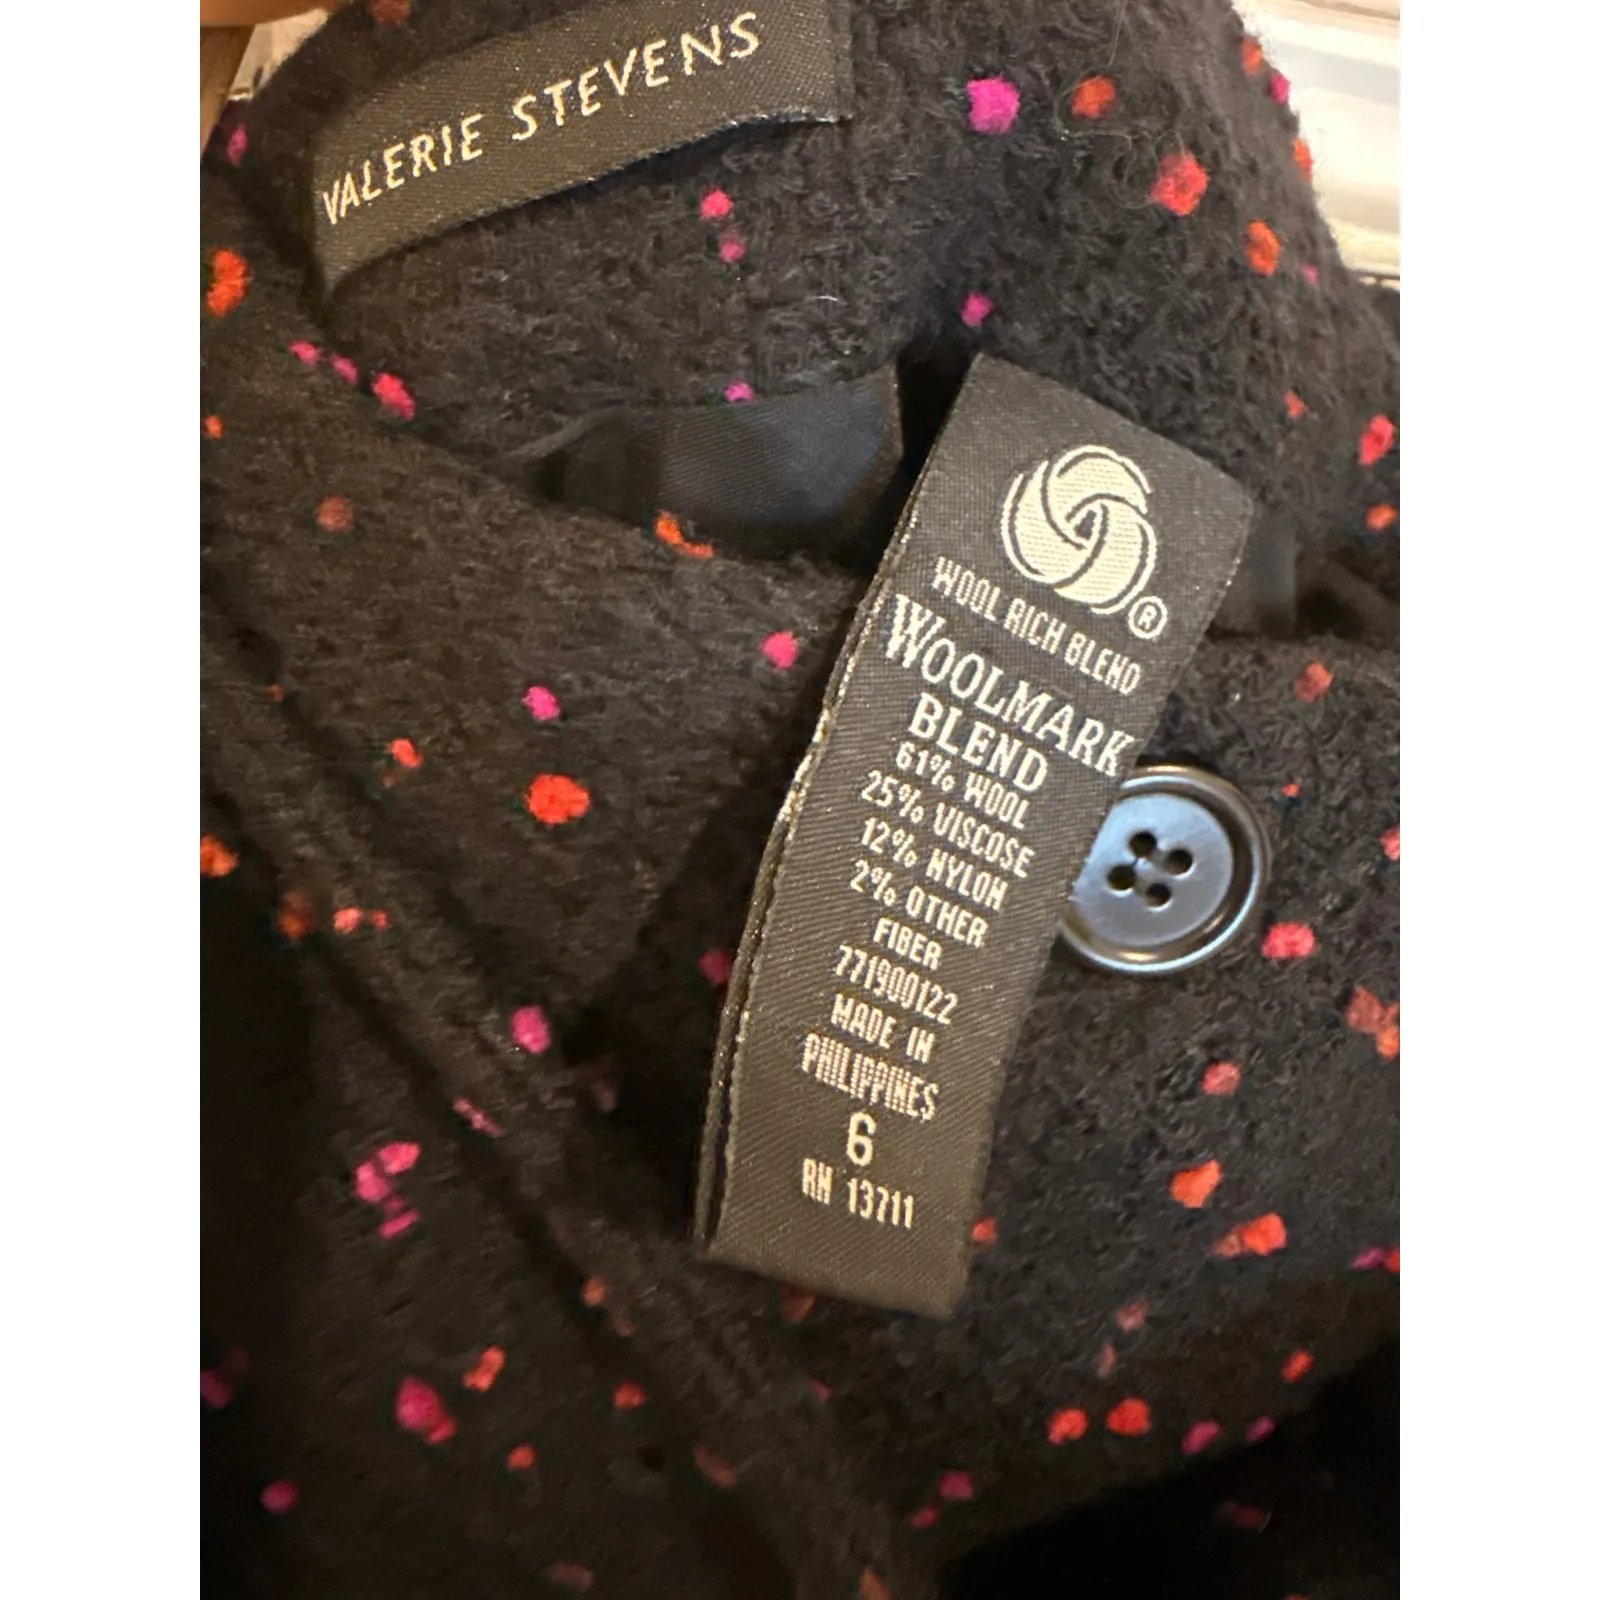 VALERIE STEVENS
®
WOOL RICH BLEND
WOOLMARK
BLEND
61% WOOL
25% VISCOSE
12% NYLON
2% OTHER
FIBER
771900122
MADE IN
PHILIPPINES
6
RN 13711